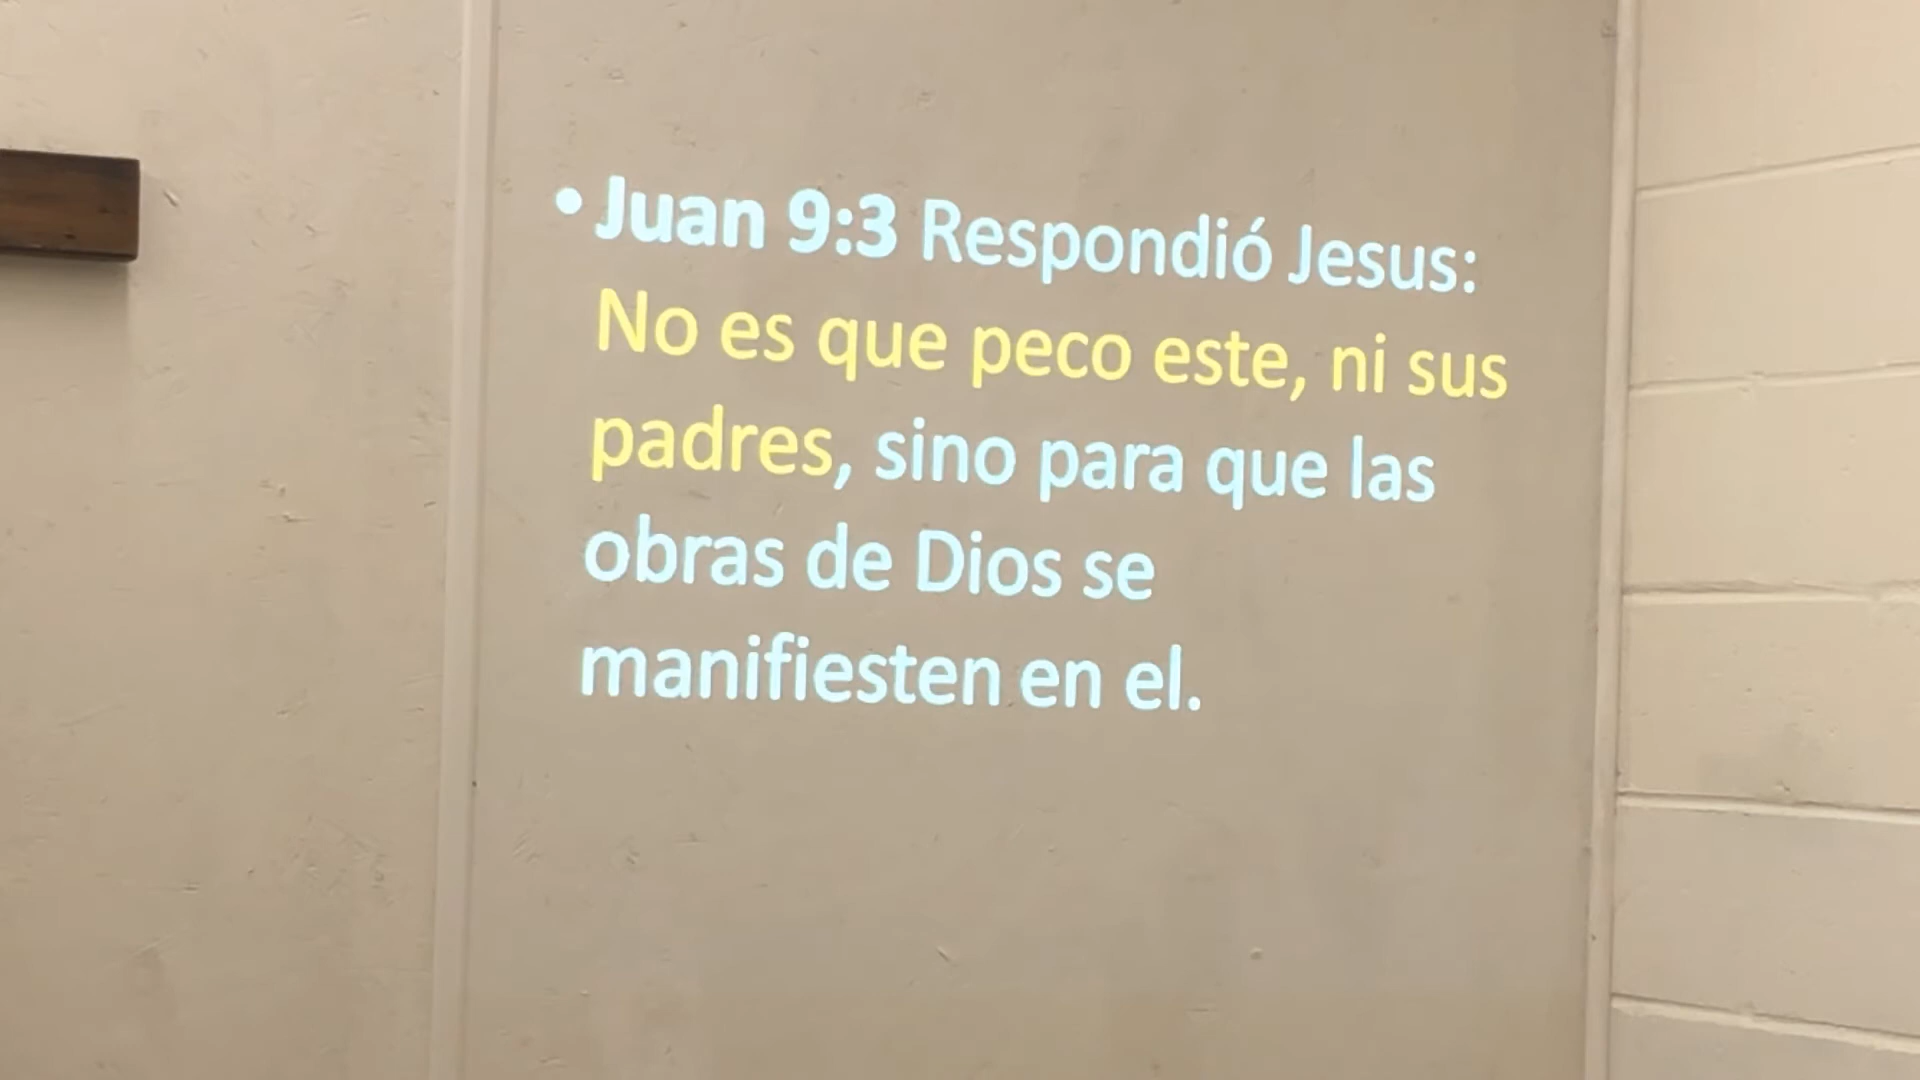 • Juan 9:3 Respondió Jesus:
No es que peco este, ni sus
padres, sino para que las
obras de Dios se
manifiesten en el.